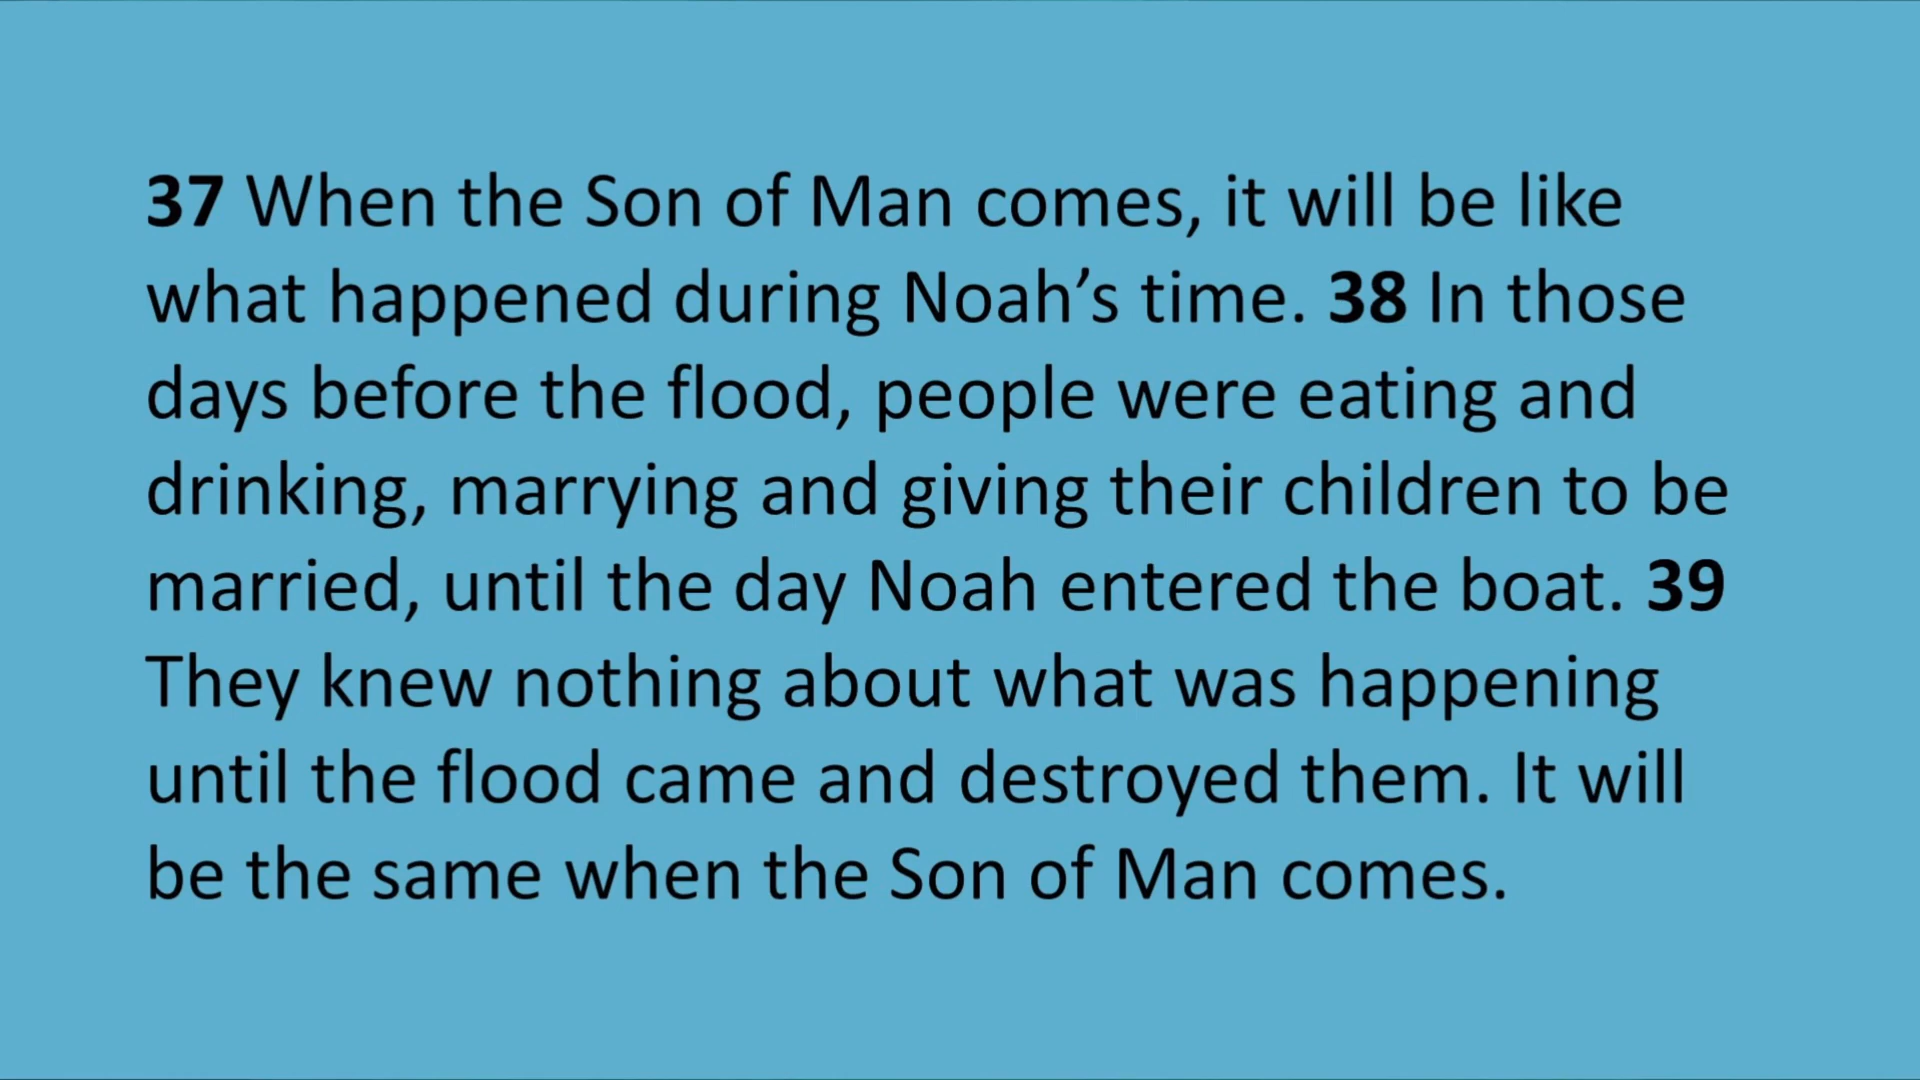 37 When the Son of Man comes, it will be like
what happened during Noah’s time. 38 In those
days before the flood, people were eating and
drinking, marrying and giving their children to be
married, until the day Noah entered the boat. 39
They knew nothing about what was happening
until the flood came and destroyed them. It will
be the same when the Son of Man comes.